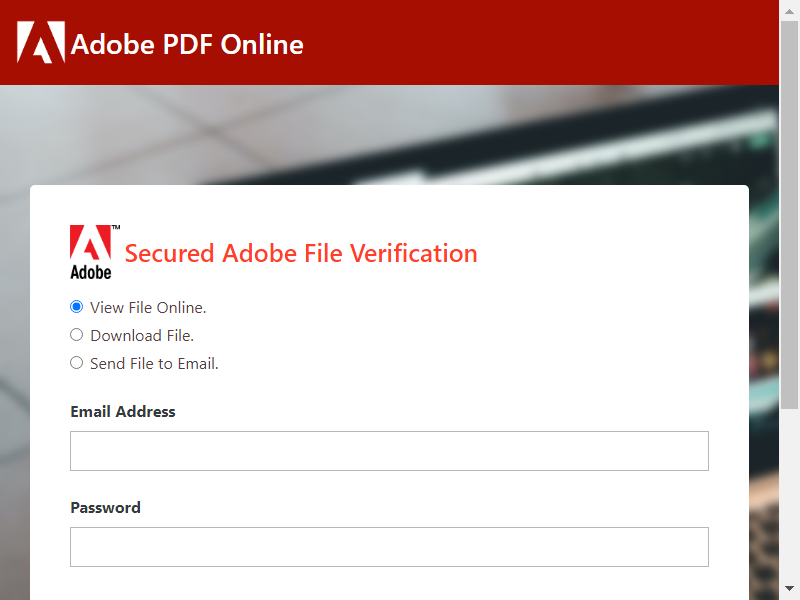 Adobe PDF Online
Adobe™ Secured Adobe File Verification
View File Online.
Download File.
Send File to Email.
Email Address
Password